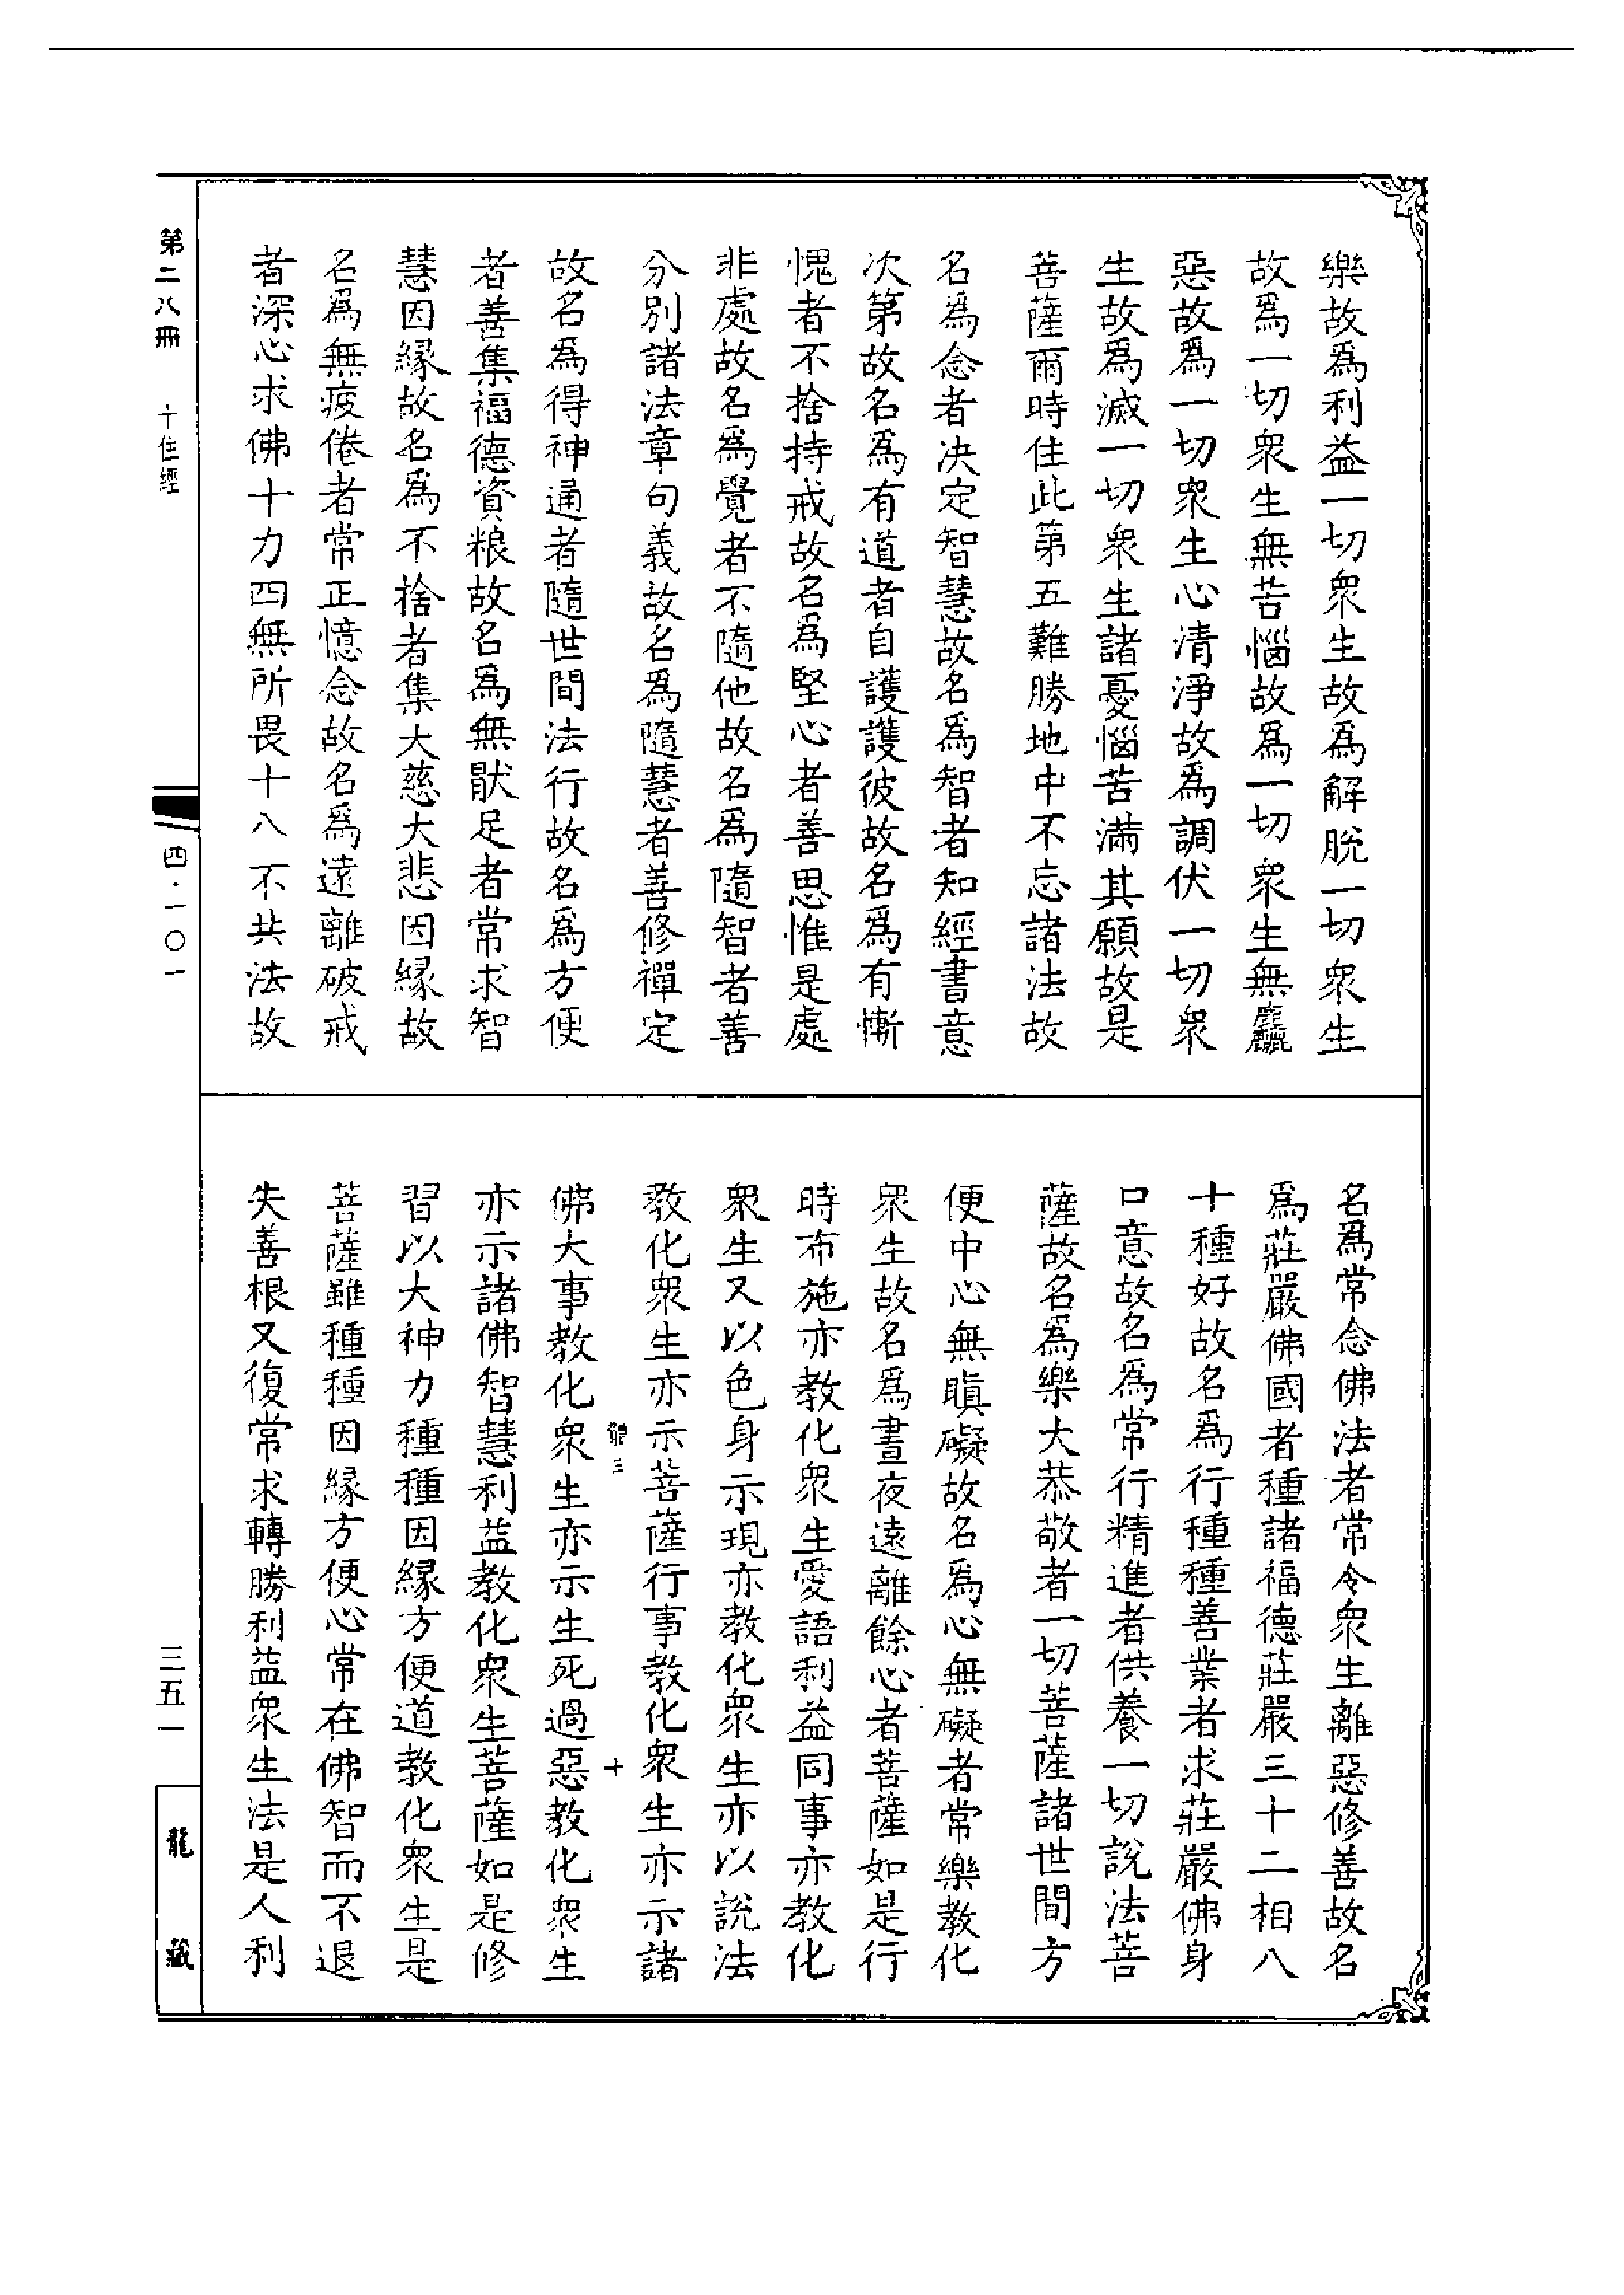 樂故爲利益一切衆生故爲解脫一切衆生
故爲一切衆生無苦惱故爲一切衆生無麤
惡故爲一切衆生心清淨故爲調伏一切衆
生故爲滅一切衆生諸憂惱苦滿其願故是
菩薩爾時住此第五難勝地中不忘諸法故
名爲念者決定智慧故名爲智者知經書意
次第故名爲有道者自護護彼故名爲有慚
愧者不捨持戒故名爲堅心者善思惟是處
非處故名爲覺者不隨他故名爲隨智者善
分別諸法章句義故名爲隨慧者善修禪定
故名爲得神通者隨世間法行故名爲方便
者善集福德資粮故名爲無猒足者常求智
慧因緣故名爲不捨者集大慈大悲因緣故
名爲無疲倦者常正憶念故名爲遠離破戒
者深心求佛十力四無所畏十八不共法故
名爲常念佛法者常令衆生離惡修善故名
爲莊嚴佛國者種諸福德莊嚴三十二相八
十種好故名爲行種種善業者求莊嚴佛身
口意故名爲常行精進者供養一切說法菩
薩故名爲樂大恭敬者一切菩薩諸世間方
便中心無瞋礙故名爲心無礙者常樂教化
衆生故名爲晝夜遠離餘心者菩薩如是行
時布施亦教化衆生愛語利益同事亦教化
衆生又以色身示現亦教化衆生亦以說法
教化衆生亦示菩薩行事教化衆生亦示諸
三 十
佛大事教化衆生亦示生死過惡教化衆生
亦示諸佛智慧利益教化衆生菩薩如是修
習以大神力種種因緣方便道教化衆生是
菩薩雖種種因緣方便心常在佛智而不退
失善根又復常求轉勝利益衆生法是人利
第二八冊 十住經
四·一〇一
三五一
龍藏